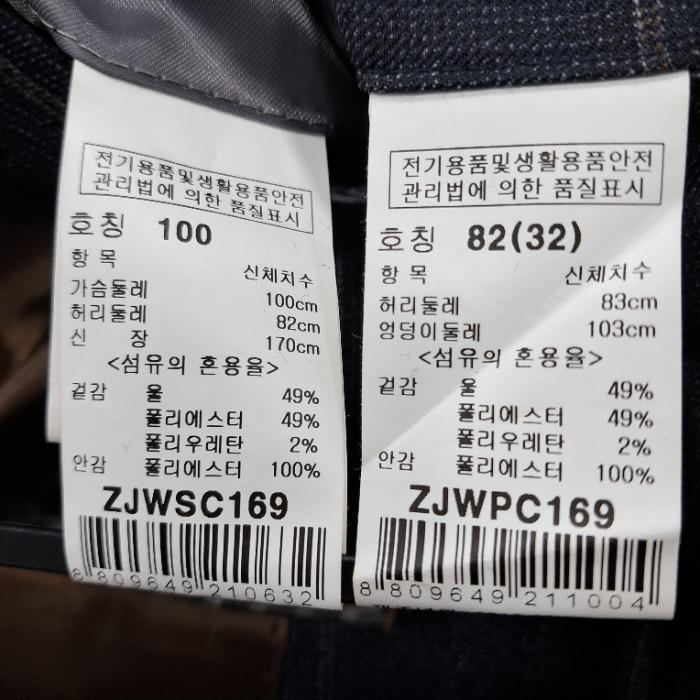 전기용품및생활용품안전
관리법에 의한 품질표시
호칭 100
항 목 신체치수
가슴둘레 100cm
허리둘레 82cm
신 장 170cm
<섬유의 혼용율>
겉감 울 49%
폴리에스터 49%
폴리우레탄 2%
안감 폴리에스터 100%
ZJWSC169
8 809649 210632
전기용품및생활용품안전
관리법에 의한 품질표시
호칭 82(32)
항 목 신체치수
허리둘레 83cm
엉덩이둘레 103cm
<섬유의 혼용율>
겉감 울 49%
폴리에스터 49%
폴리우레탄 2%
안감 폴리에스터 100%
ZJWPC169
8 809649 211004